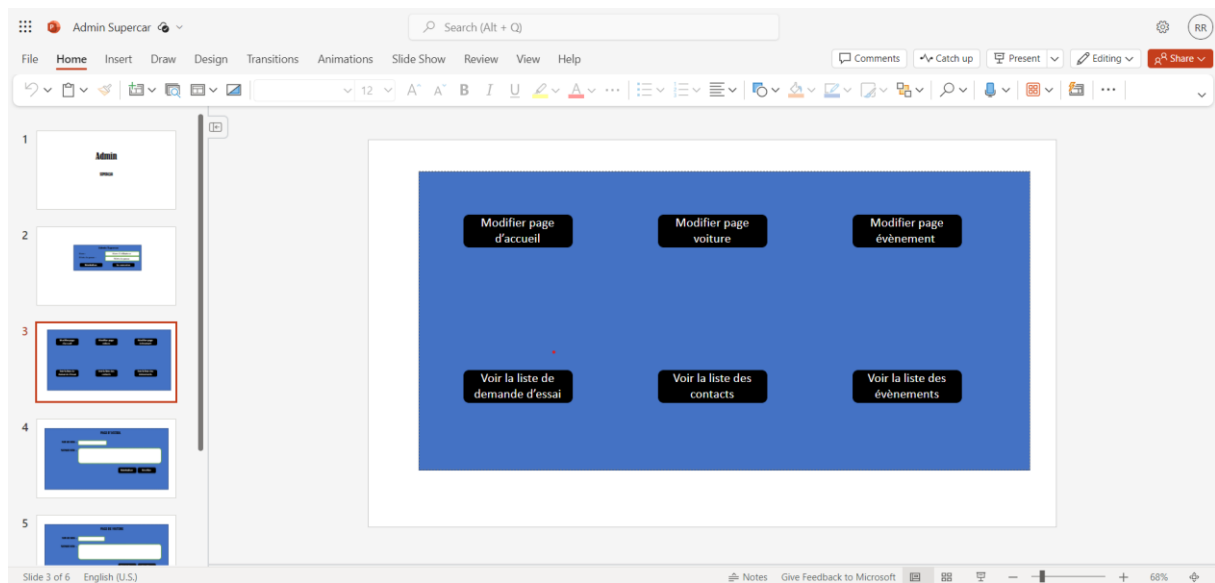 Admin Supercar
Search (Alt + Q)
RR
File Home Insert Draw Design Transitions Animations Slide Show Review View Help
Comments Catch up Present Editing Share
12 A A B I U A
1
Admin
2
3
4
5
Modifier page
d'accueil
Modifier page
voiture
Modifier page
évènement
Voir la liste de
demande d'essai
Voir la liste des
contacts
Voir la liste des
évènements
Slide 3 of 6 English (U.S.) Notes Give Feedback to Microsoft 68%